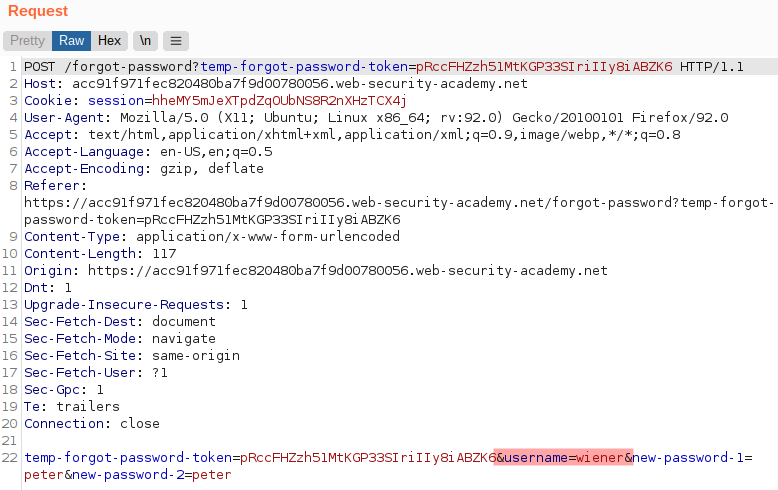 Request
Pretty Raw Hex \n
1 POST /forgot-password?temp-forgot-password-token=pRccFHZzh51MtKGP33SIriIIy8iABZK6 HTTP/1.1
2 Host: acc91f971fec820480ba7f9d00780056.web-security-academy.net
3 Cookie: session=hheMY5mJeXTpdZqOUbNS8R2nXHzTCX4j
4 User-Agent: Mozilla/5.0 (X11; Ubuntu; Linux x86_64; rv:92.0) Gecko/20100101 Firefox/92.0
5 Accept: text/html,application/xhtml+xml,application/xml;q=0.9,image/webp,*/*;q=0.8
6 Accept-Language: en-US,en;q=0.5
7 Accept-Encoding: gzip, deflate
8 Referer:
https://acc91f971fec820480ba7f9d00780056.web-security-academy.net/forgot-password?temp-forgot-
password-token=pRccFHZzh51MtKGP33SIriIIy8iABZK6
9 Content-Type: application/x-www-form-urlencoded
10 Content-Length: 117
11 Origin: https://acc91f971fec820480ba7f9d00780056.web-security-academy.net
12 Dnt: 1
13 Upgrade-Insecure-Requests: 1
14 Sec-Fetch-Dest: document
15 Sec-Fetch-Mode: navigate
16 Sec-Fetch-Site: same-origin
17 Sec-Fetch-User: ?1
18 Sec-Gpc: 1
19 Te: trailers
20 Connection: close
21
22 temp-forgot-password-token=pRccFHZzh51MtKGP33SIriIIy8iABZK6&username=wiener&new-password-1=
peter&new-password-2=peter